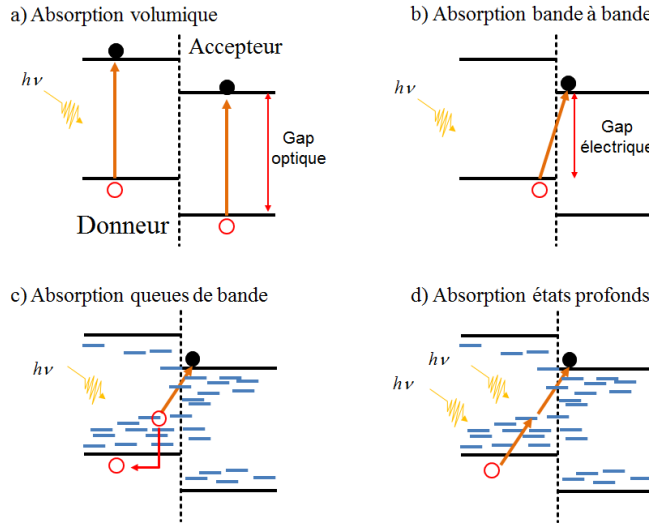 a) Absorption volumique
b) Absorption bande à bande
Accepteur
hν
hν
Gap
optique
Gap
électrique
Donneur
c) Absorption queues de bande
d) Absorption états profonds
hν
hν
hν